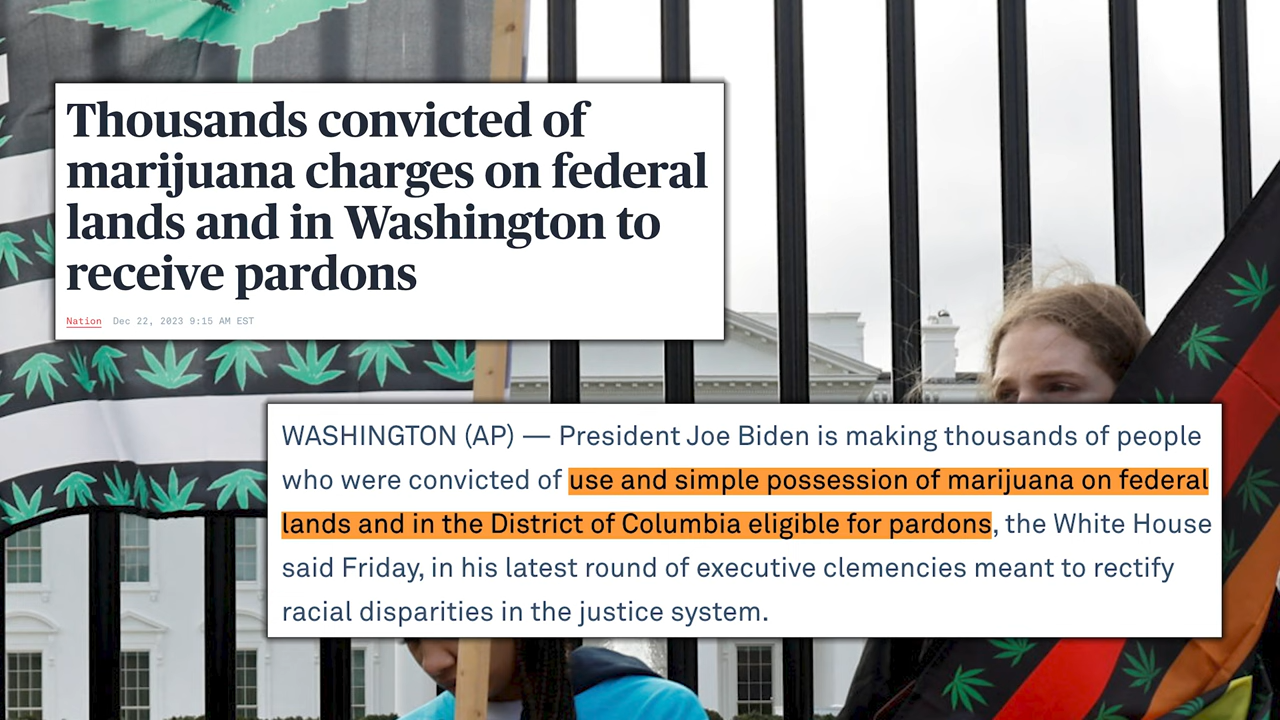 Thousands convicted of
marijuana charges on federal
lands and in Washington to
receive pardons
Nation Dec 22, 2023 9:15 AM EST
WASHINGTON (AP) — President Joe Biden is making thousands of people
who were convicted of use and simple possession of marijuana on federal
lands and in the District of Columbia eligible for pardons, the White House
said Friday, in his latest round of executive clemencies meant to rectify
racial disparities in the justice system.